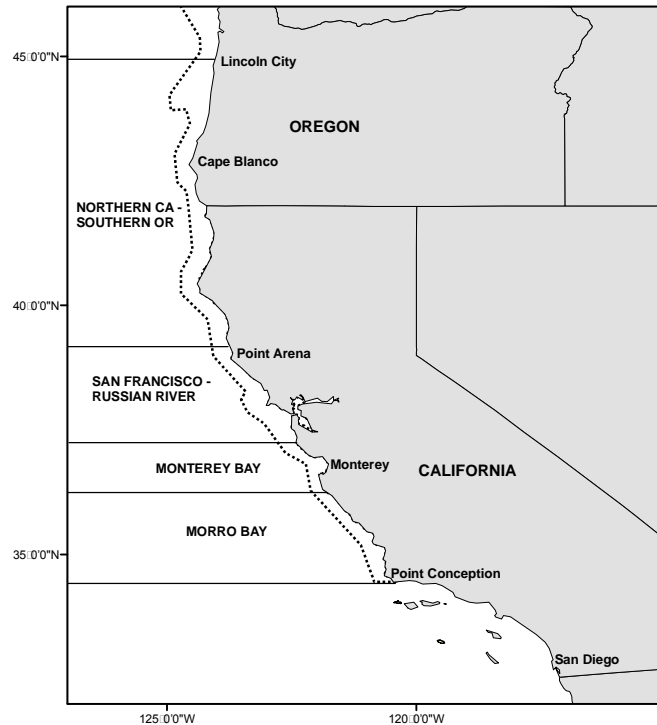 45□0'0"N
Lincoln City
OREGON
Cape Blanco
NORTHERN CA -
SOUTHERN OR
40□0'0"N
Point Arena
SAN FRANCISCO -
RUSSIAN RIVER
MONTEREY BAY
Monterey
CALIFORNIA
MORRO BAY
35□0'0"N
Point Conception
San Diego
125□0'0"W
120□0'0"W